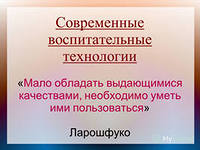 Современные
воспитательные
технологии
«Мало обладать выдающимися
качествами, необходимо уметь
ими пользоваться»
Ларошфуко